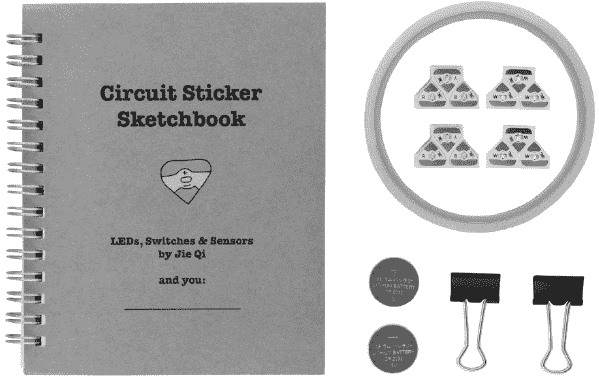 Circuit Sticker
Sketchbook
LEDs, Switches & Sensors
by Jie Qi
and you: